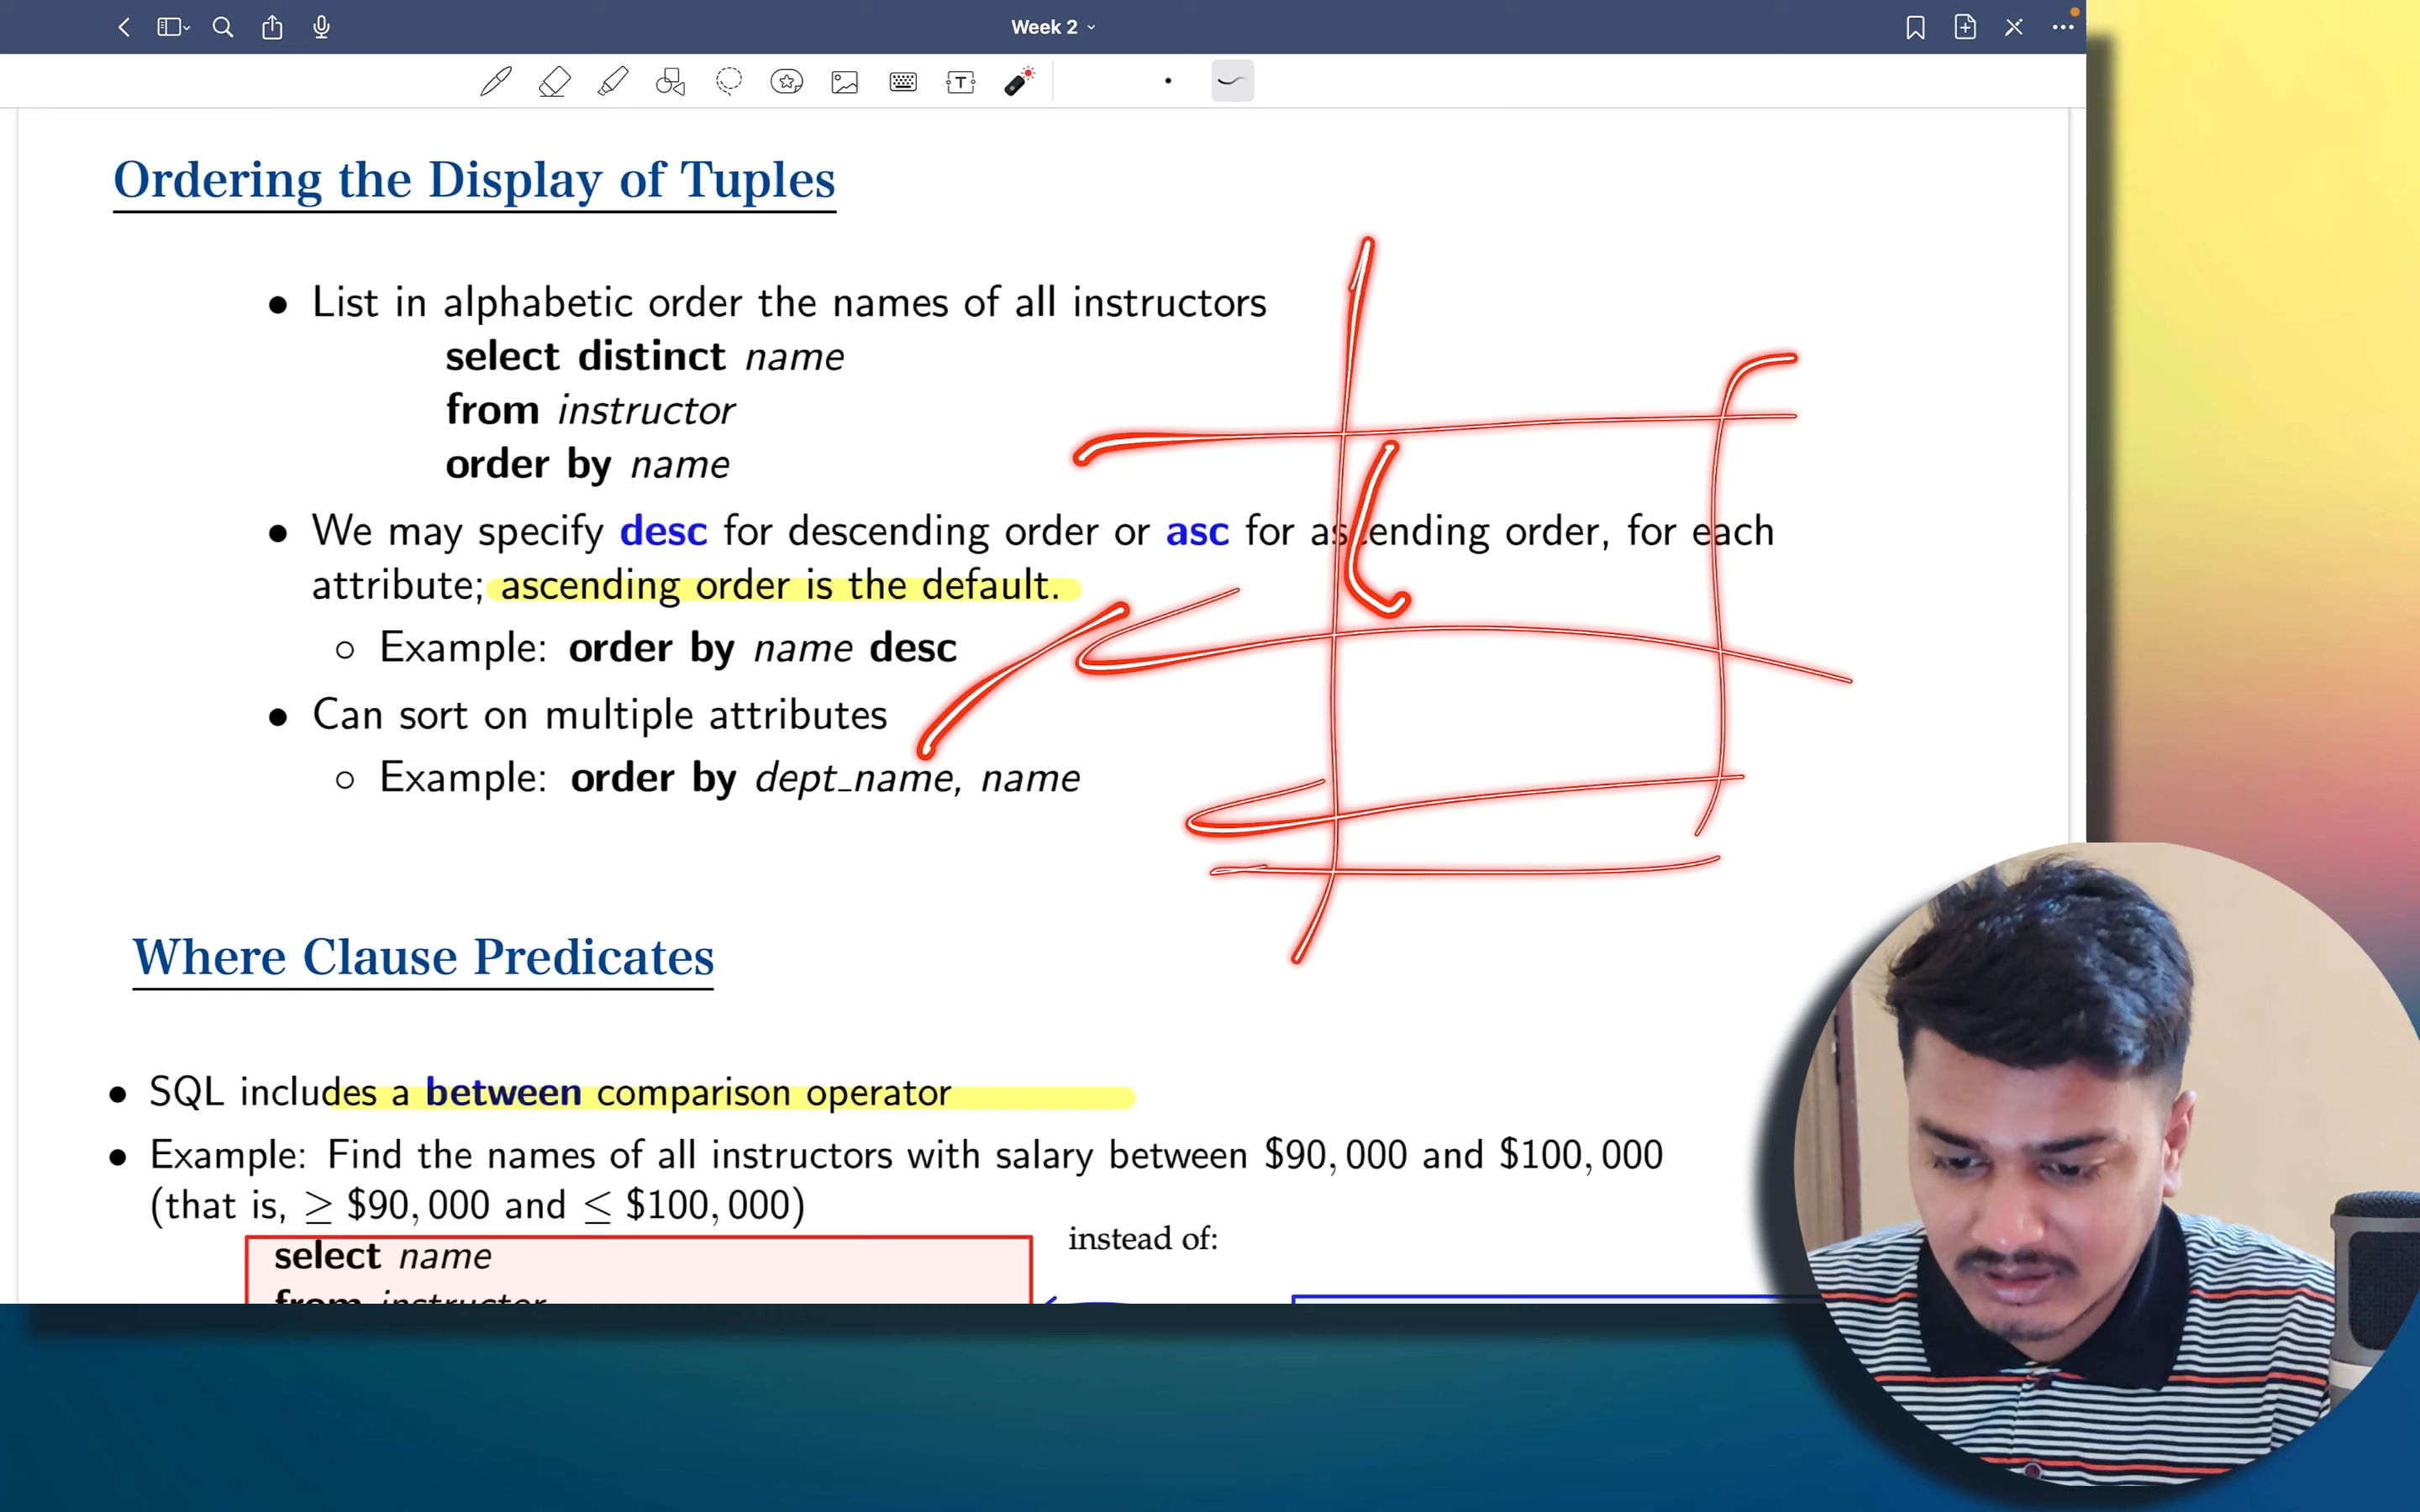 Week 2
Ordering the Display of Tuples
• List in alphabetic order the names of all instructors
select distinct name
from instructor
order by name
• We may specify desc for descending order or asc for ascending order, for each
attribute; ascending order is the default.
○ Example: order by name desc
• Can sort on multiple attributes
○ Example: order by dept_name, name
Where Clause Predicates
• SQL includes a between comparison operator
• Example: Find the names of all instructors with salary between $90,000 and $100,000
(that is, ≥ $90,000 and ≤ $100,000)
select name
instead of:
from instructor